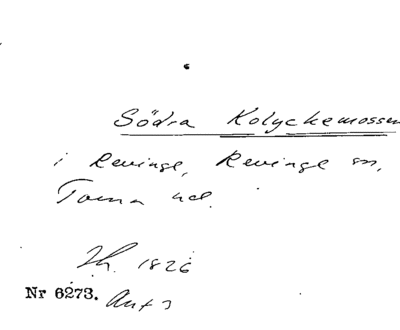 Södra Kolyckemossen
i Revinge, Revinge sn,
Torna hd.
1826
Nr 6273.